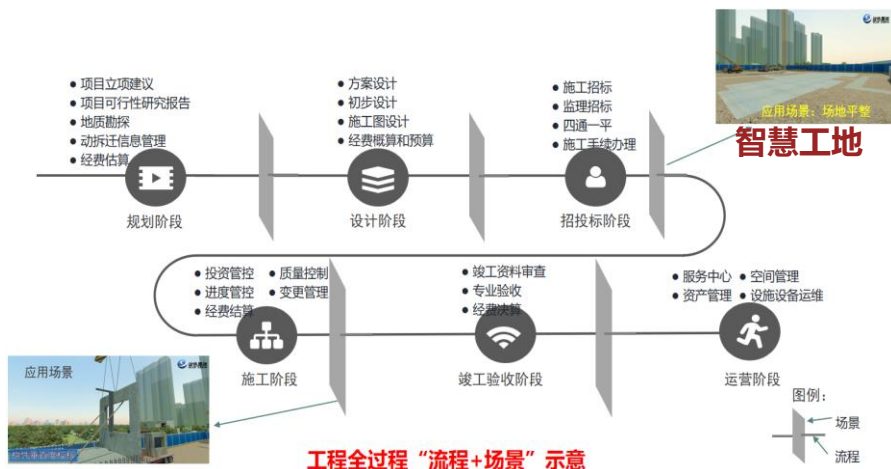 项目立项建议
项目可行性研究报告
地质勘探
动拆迁信息管理
经费估算
规划阶段
方案设计
初步设计
施工图设计
经费概算和预算
设计阶段
施工招标
监理招标
四通一平
施工手续办理
招投标阶段
应用场景：场地平整
智慧工地
投资管控
质量控制
进度管控
变更管理
经费结算
施工阶段
竣工资料审查
专业验收
经费决算
竣工验收阶段
服务中心
空间管理
资产管理
设施设备运维
运营阶段
应用场景
图例：
场景
流程
工程全过程“流程+场景”示意